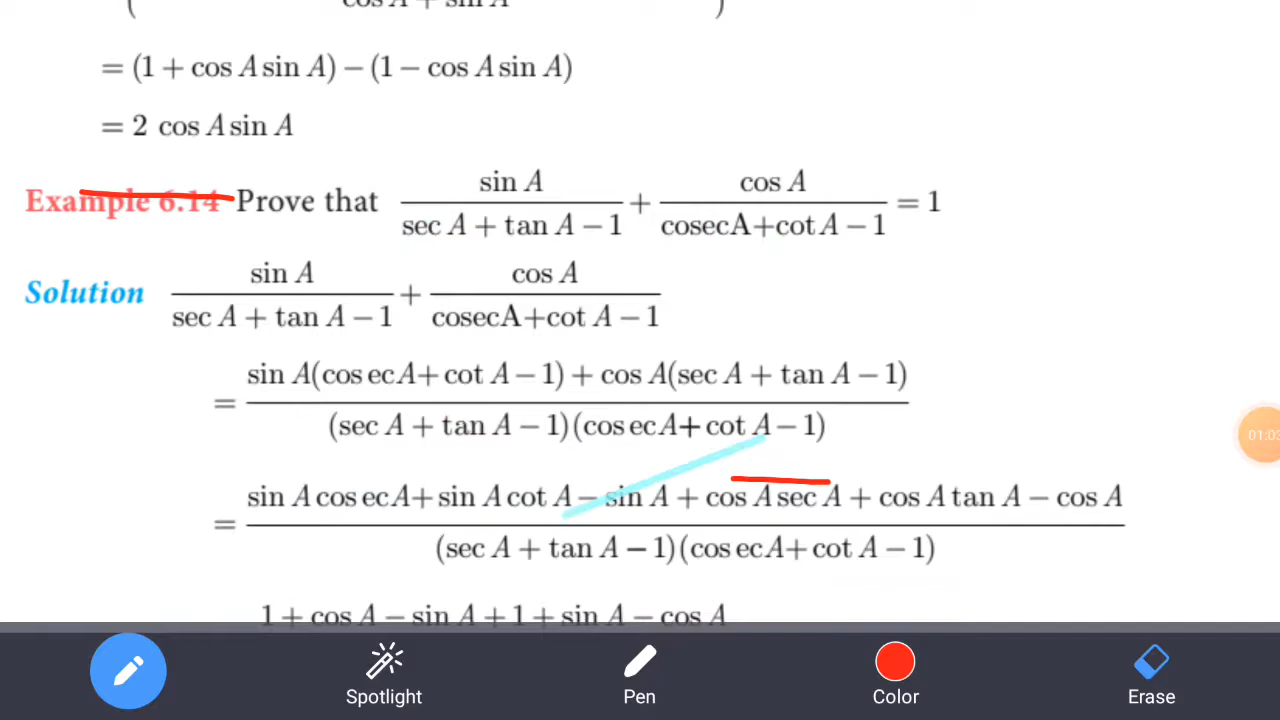 cos A + sin A
= (1 + cos A sin A) − (1 − cos A sin A)
= 2 cos A sin A
Example 6.14 Prove that sin A / (sec A + tan A − 1) + cos A / (cosecA+cot A − 1) = 1
Solution sin A / (sec A + tan A − 1) + cos A / (cosecA+cot A − 1)
= sin A(cos ecA+ cot A − 1) + cos A(sec A + tan A − 1)
(sec A + tan A − 1)(cos ecA+ cot A − 1)
= sin A cos ecA+ sin A cot A − sin A + cos A sec A + cos A tan A − cos A
(sec A + tan A − 1)(cos ecA+ cot A − 1)
1 + cos A − sin A + 1 + sin A − cos A
01:03
Spotlight Pen Color Erase